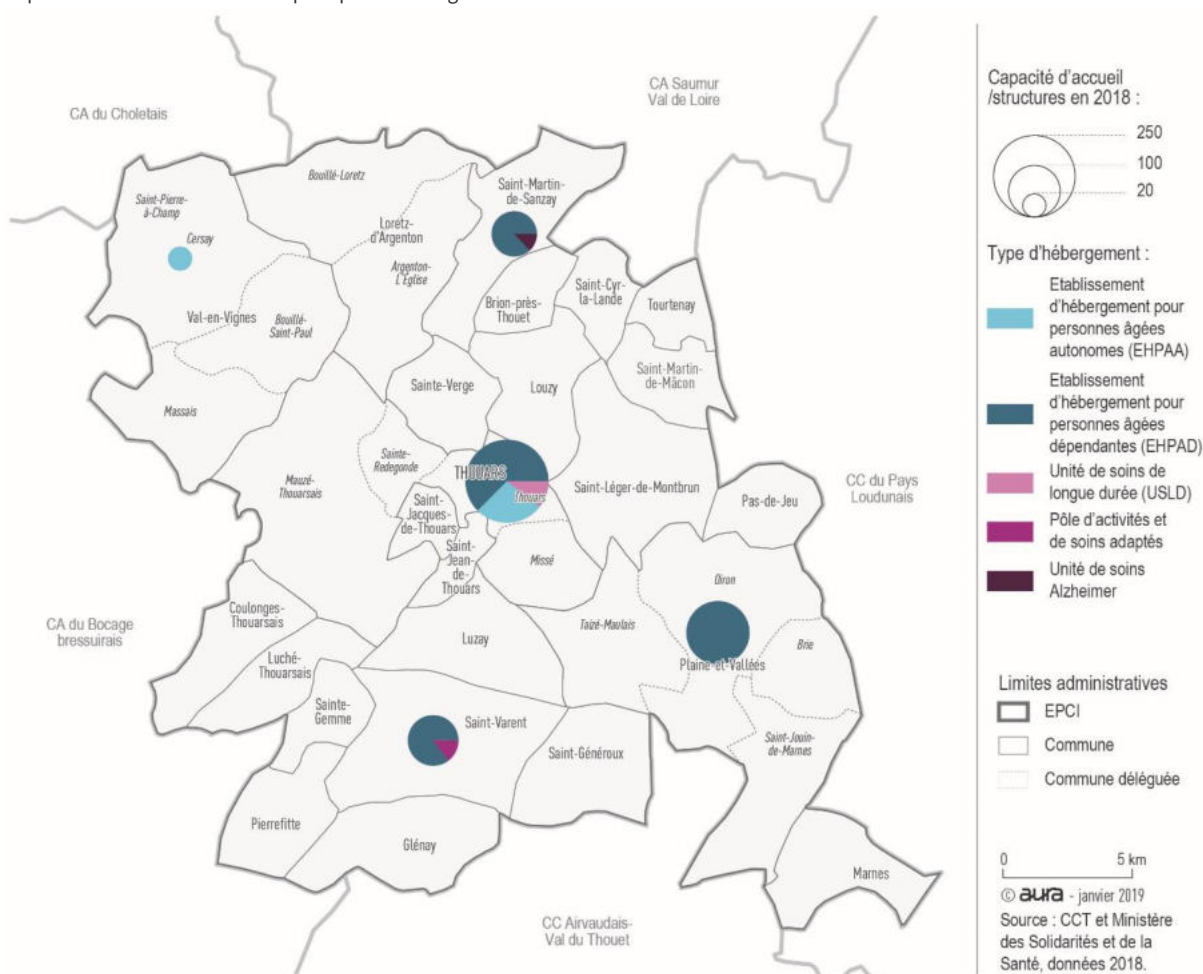 CA du Choletais
CA Saumur
Val de Loire
Bouillé-Loretz
Saint-Martin-
de-Sanzay
Saint-Pierre-
à-Champ
Cersay
Loretz-
d'Argenton
Argenton-
L'Eglise
Brion-près-
Thouet
Saint-Cyr-
la-Lande
Tourtenay
Val-en-Vignes
Bouillé-
Saint-Paul
Saint-Martin-
de-Mâcon
Sainte-Verge
Louzy
Massais
Mauzé-
Thouarsais
Sainte-
Radegonde
THOUARS
Thouars
Saint-Léger-de-Montbrun
Pas-de-Jeu
CC du Pays
Loudunais
Saint-
Jacques-
de-Thouars
Saint-
Jean-
de-
Thouars
Missé
Oiron
CA du Bocage
bressuirais
Coulonges-
Thouarsais
Luzay
Taizé-Maulais
Brie
Plaine-et-Vallées
Luché-
Thouarsais
Sainte-
Gemme
Saint-Varent
Saint-Généroux
Saint-Jouin-
de-Marnes
Pierrefitte
Glénay
Marnes
CC Airvaudais-
Val du Thouet
Capacité d'accueil
/structures en 2018 :
250
100
20
Type d'hébergement :
Etablissement
d'hébergement pour
personnes âgées
autonomes (EHPAA)
Etablissement
d'hébergement pour
personnes âgées
dépendantes (EHPAD)
Unité de soins de
longue durée (USLD)
Pôle d'activités et
de soins adaptés
Unité de soins
Alzheimer
Limites administratives
EPCI
Commune
Commune déléguée
0 5 km
© aura - janvier 2019
Source : CCT et Ministère
des Solidarités et de la
Santé, données 2018.